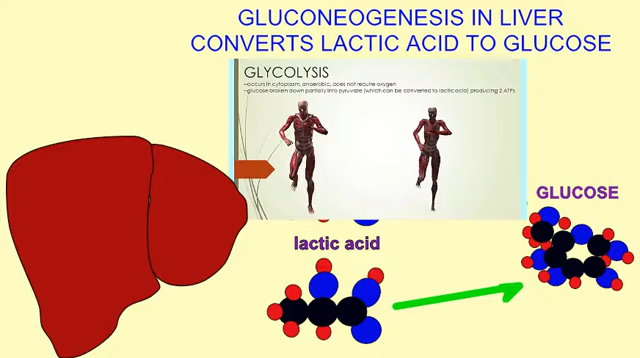 GLUCONEOGENESIS IN LIVER
CONVERTS LACTIC ACID TO GLUCOSE
GLYCOLYSIS
-occurs in cytoplasm, anaerobic, does not require oxygen
-glucose broken down partially into pyruvate (which can be converted to lactic acid) producing 2 ATPs
GLUCOSE
lactic acid